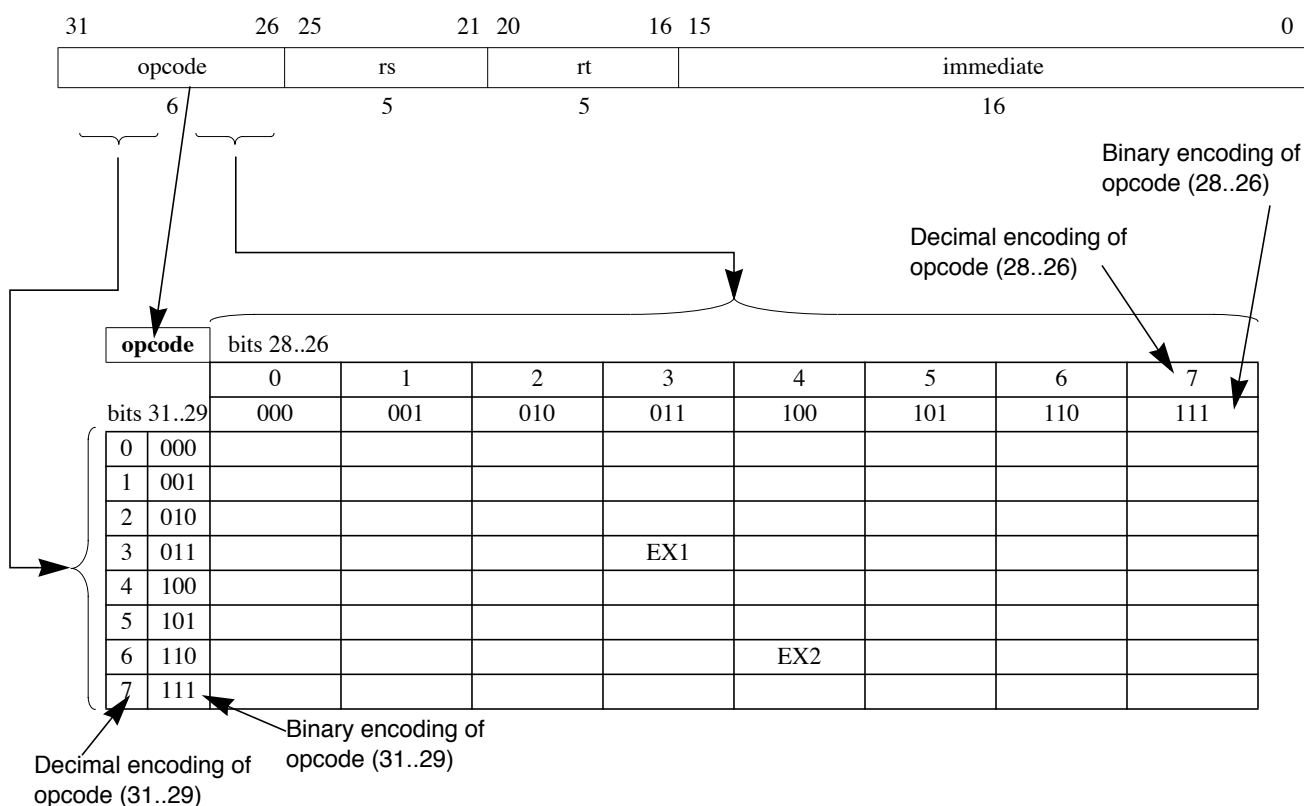 31 26 25 21 20 16 15 0
opcode rs rt immediate
6 5 5 16
Binary encoding of
opcode (28..26)
Decimal encoding of
opcode (28..26)
opcode bits 28..26
0 1 2 3 4 5 6 7
bits 31..29 000 001 010 011 100 101 110 111
0 000
1 001
2 010
3 011 EX1
4 100
5 101
6 110 EX2
7 111
Binary encoding of
opcode (31..29)
Decimal encoding of
opcode (31..29)